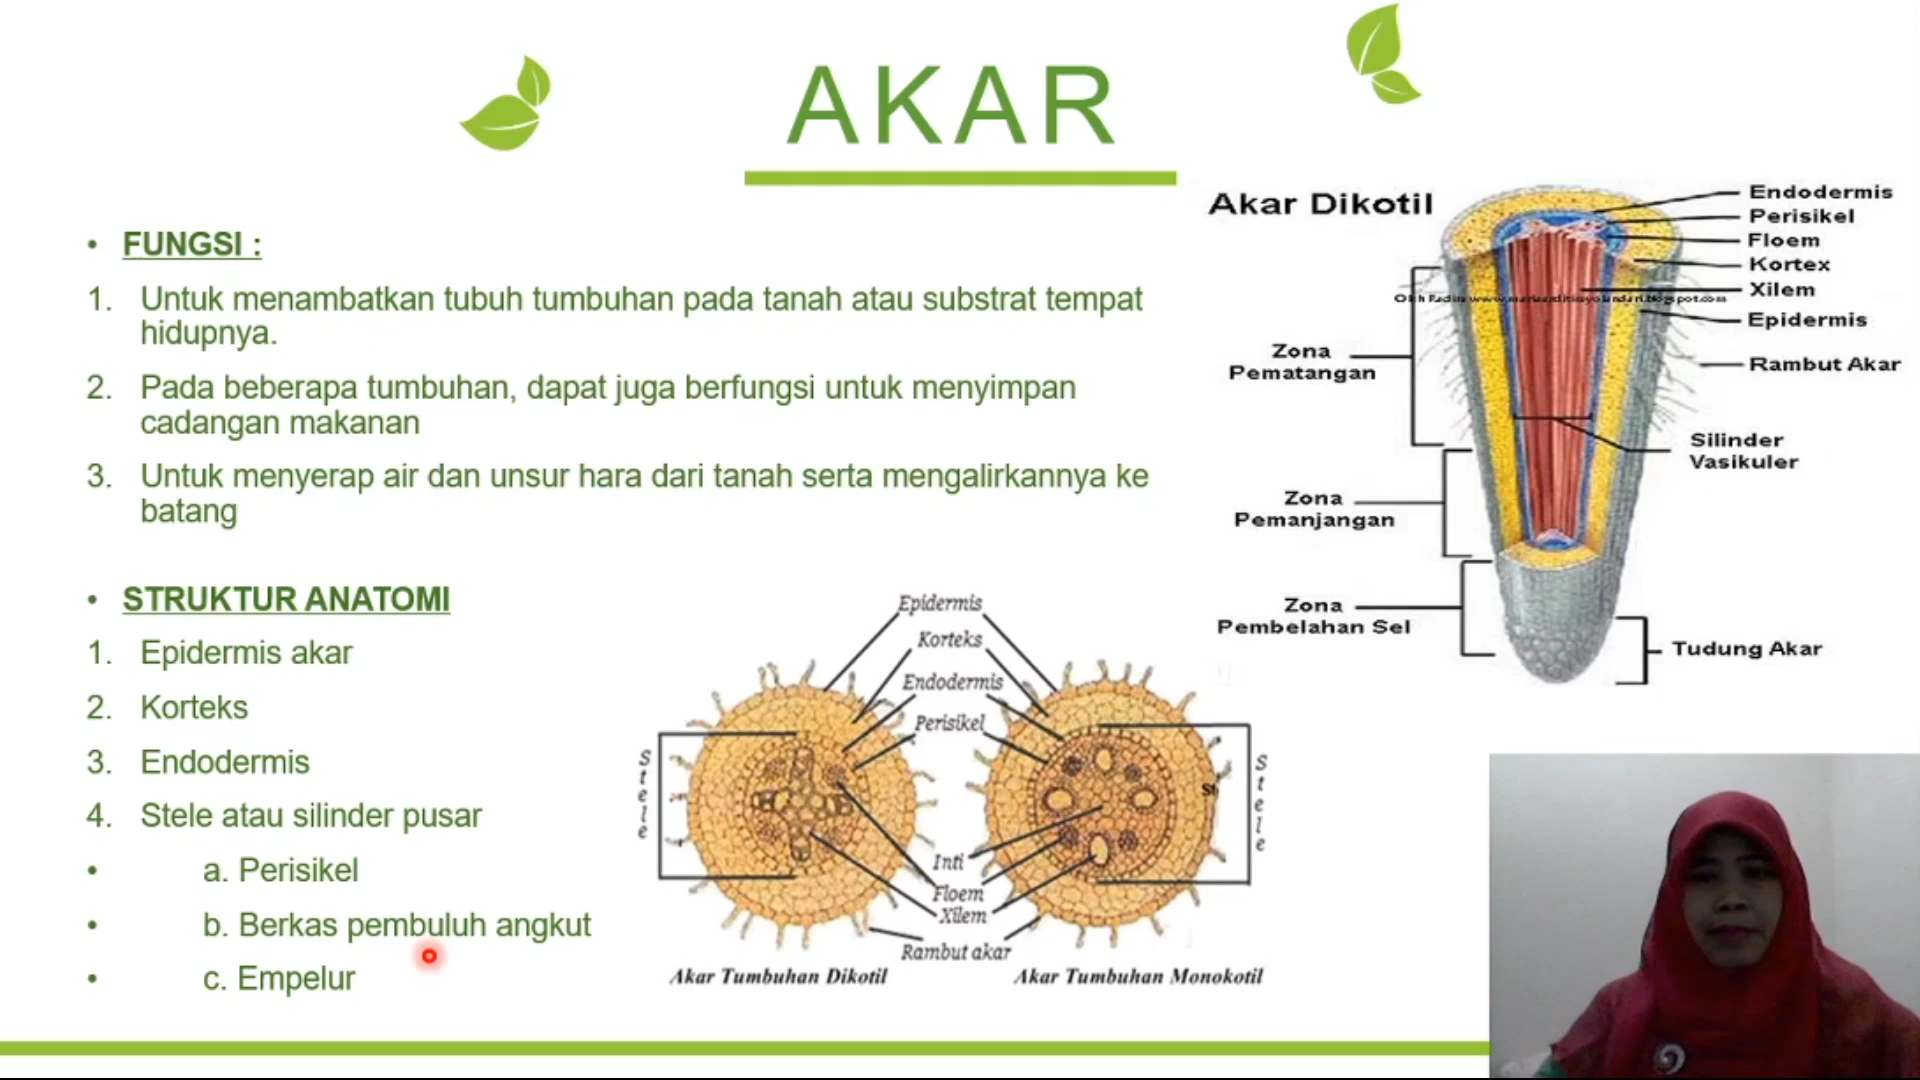 AKAR
• FUNGSI :
1. Untuk menambatkan tubuh tumbuhan pada tanah atau substrat tempat
hidupnya.
2. Pada beberapa tumbuhan, dapat juga berfungsi untuk menyimpan
cadangan makanan
3. Untuk menyerap air dan unsur hara dari tanah serta mengalirkannya ke
batang
• STRUKTUR ANATOMI
1. Epidermis akar
2. Korteks
3. Endodermis
4. Stele atau silinder pusar
• a. Perisikel
• b. Berkas pembuluh angkut
• c. Empelur
Epidermis
Korteks
Endodermis
Perisikel
Stele
Stele
St
Inti
Floem
Xilem
Rambut akar
Akar Tumbuhan Dikotil
Akar Tumbuhan Monokotil
Akar Dikotil
Endodermis
Perisikel
Floem
Kortex
Xilem
Epidermis
Rambut Akar
Zona
Pematangan
Silinder
Vasikuler
Zona
Pemanjangan
Zona
Pembelahan Sel
Tudung Akar